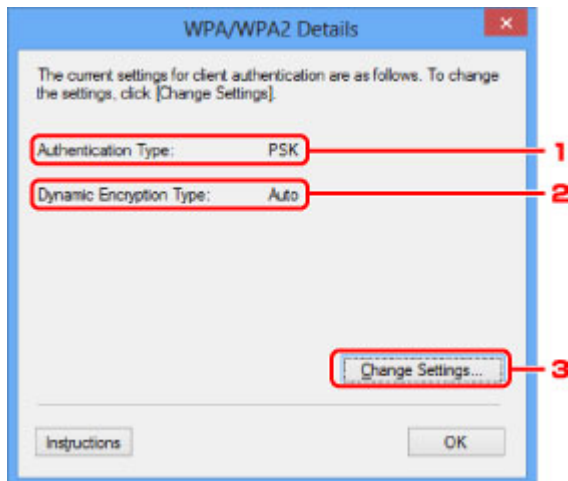 WPA/WPA2 Details
The current settings for client authentication are as follows. To change
the settings, click [Change Settings].
Authentication Type: PSK
1
Dynamic Encryption Type: Auto
2
Change Settings...
3
Instructions
OK